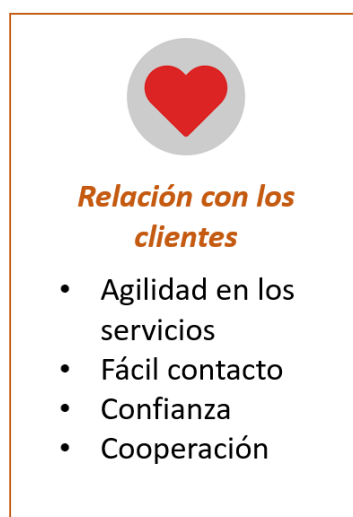 Relación con los
clientes
• Agilidad en los
servicios
• Fácil contacto
• Confianza
• Cooperación